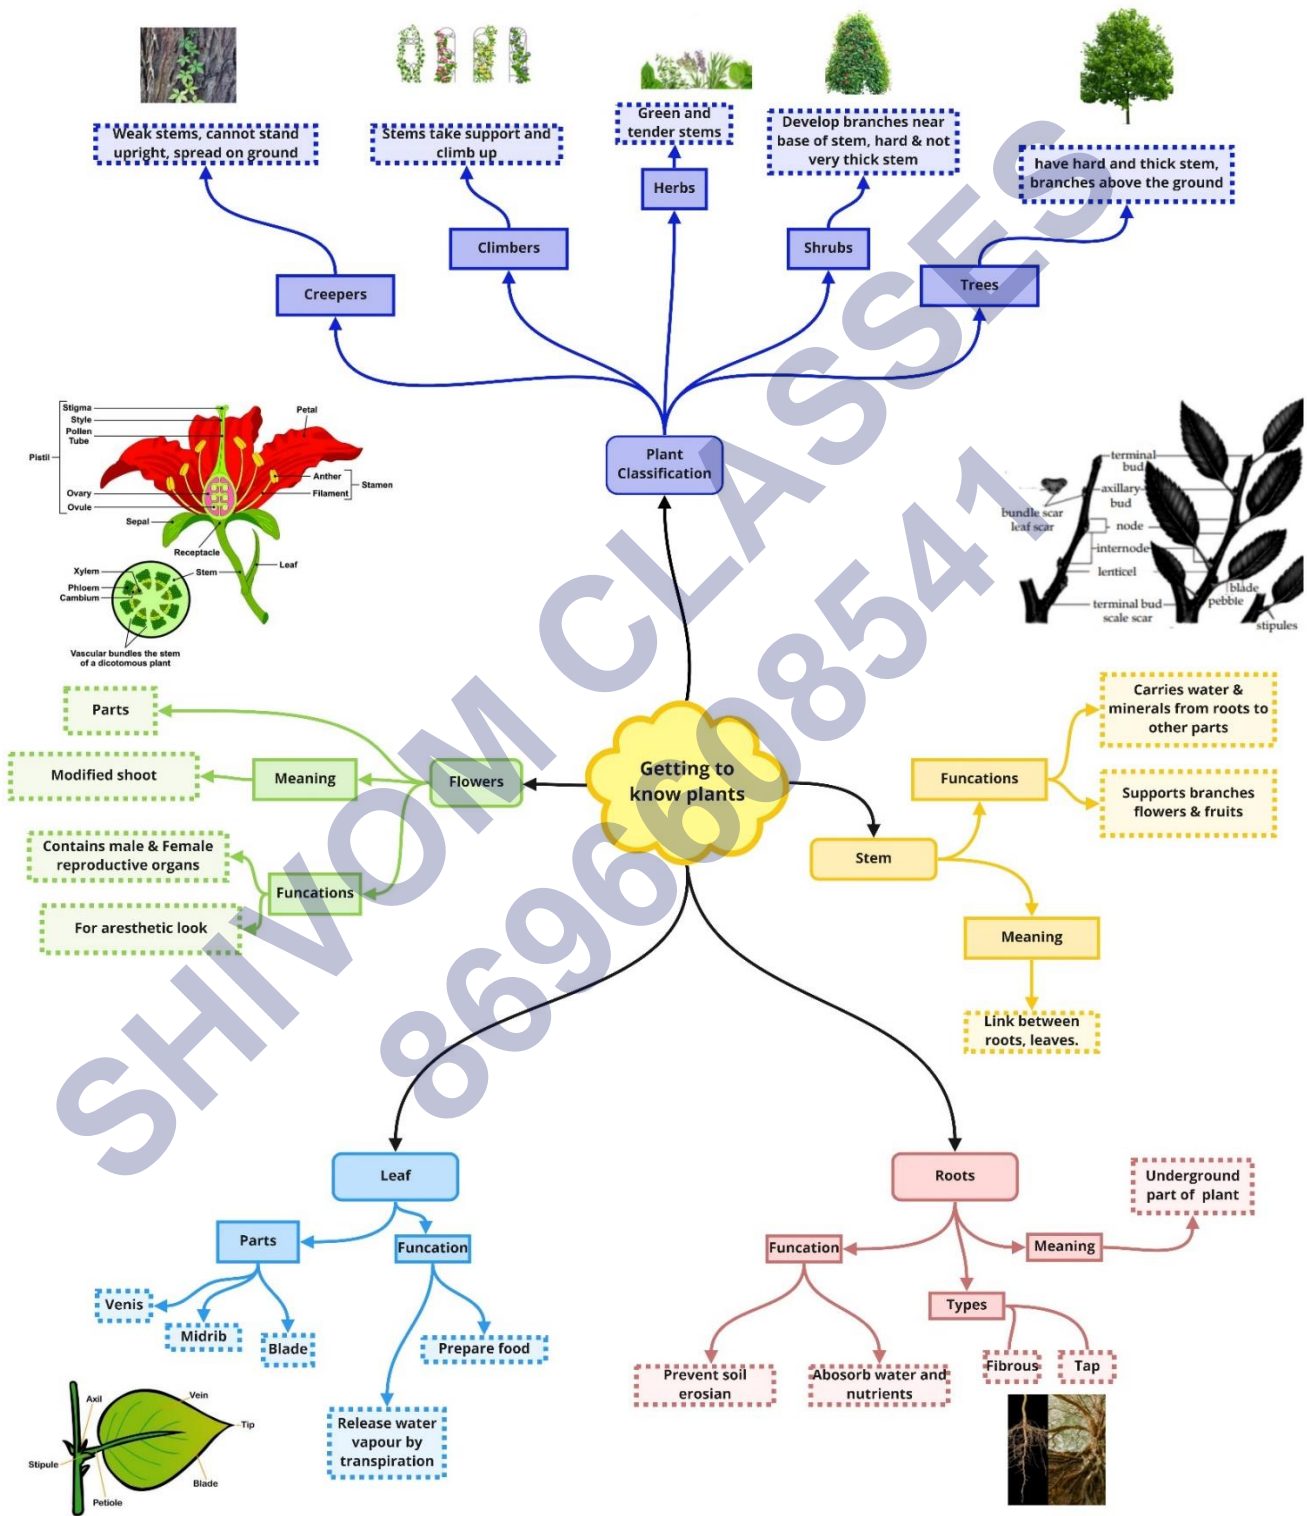 Weak stems, cannot stand
upright, spread on ground
Stems take support and
climb up
Green and
tender stems
Develop branches near
base of stem, hard & not
very thick stem
have hard and thick stem,
branches above the ground
Herbs
Climbers
Shrubs
Creepers
Trees
Plant
Classification
Stigma
Style
Pollen
Tube
Pistil
Ovary
Ovule
Sepal
Receptacle
Petal
Anther
Stamen
Filament
Leaf
Stem
Xylem
Phloem
Cambium
Vascular bundles the stem
of a dicotomous plant
terminal
bud
axillary
bud
bundle scar
leaf scar
node
internode
lenticel
blade
pebble
terminal bud
scale scar
stipules
Getting to
know plants
Flowers
Parts
Meaning
Modified shoot
Funcations
Contains male & Female
reproductive organs
For aresthetic look
Stem
Funcations
Carries water &
minerals from roots to
other parts
Supports branches
flowers & fruits
Meaning
Link between
roots, leaves.
Leaf
Parts
Funcation
Venis
Midrib
Blade
Prepare food
Release water
vapour by
transpiration
Axil
Vein
Tip
Stipule
Petiole
Blade
Roots
Funcation
Meaning
Underground
part of plant
Types
Prevent soil
erosian
Abosorb water and
nutrients
Fibrous
Tap
SHIVOM CLASSES
8696608541